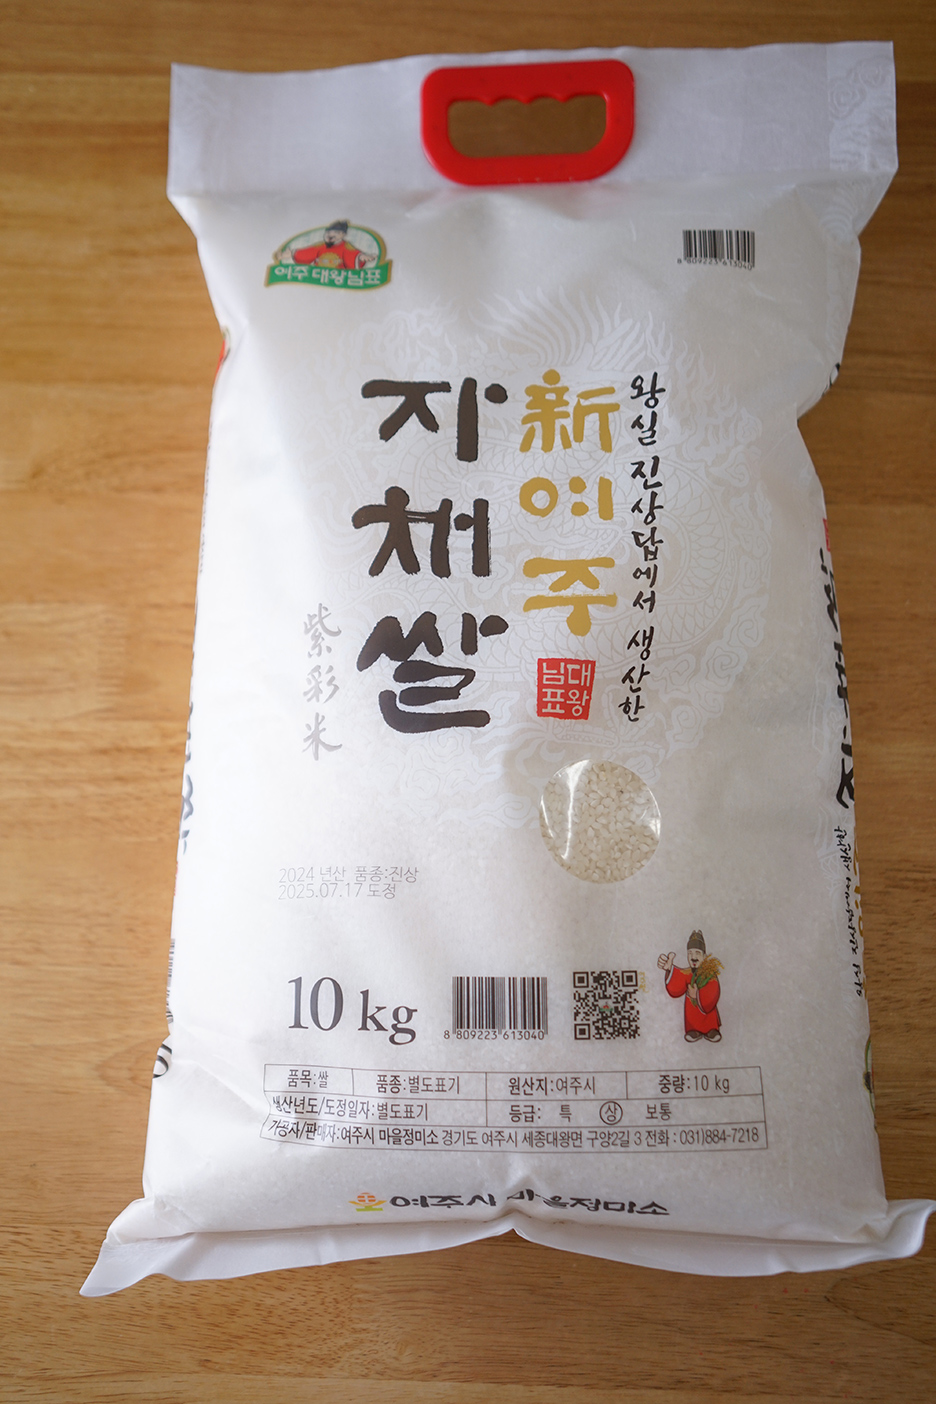 여주 대왕님표
8 809223 613040
왕실 진상답에서 생산한
新여주
자채쌀
紫彩米
대왕
님표
2024 년산 품종:진상
2025.07.17 도정
10 kg
8 809223 613040
품목:쌀 품종:별도표기 원산지:여주시 중량:10 kg
생산년도/도정일자:별도표기 등급: 특 상 보통
가공자/판매자:여주시 마을정미소 경기도 여주시 세종대왕면 구양2길 3 전화 : 031)884-7218
여주시 마을정미소